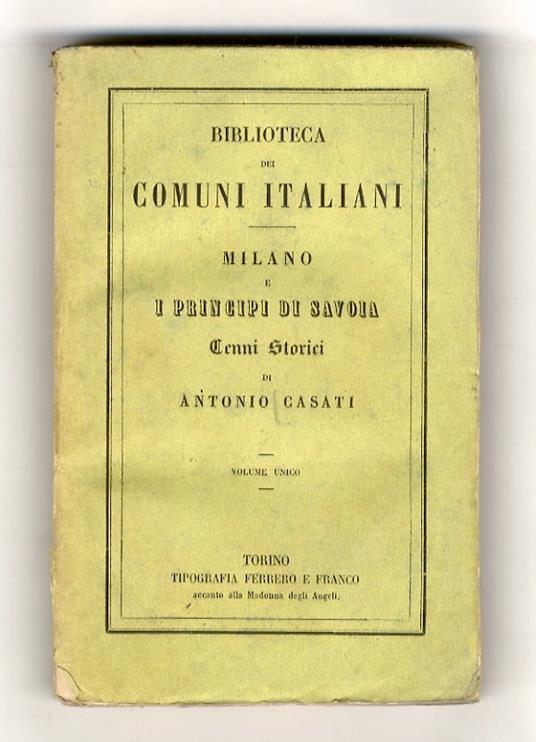 BIBLIOTECA
DEI
COMUNI ITALIANI
MILANO
E
I PRINCIPI DI SAVOIA
Cenni Storici
DI
ANTONIO CASATI
VOLUME UNICO
TORINO
TIPOGRAFIA FERRERO E FRANCO
accanto alla Madonna degli Angeli.